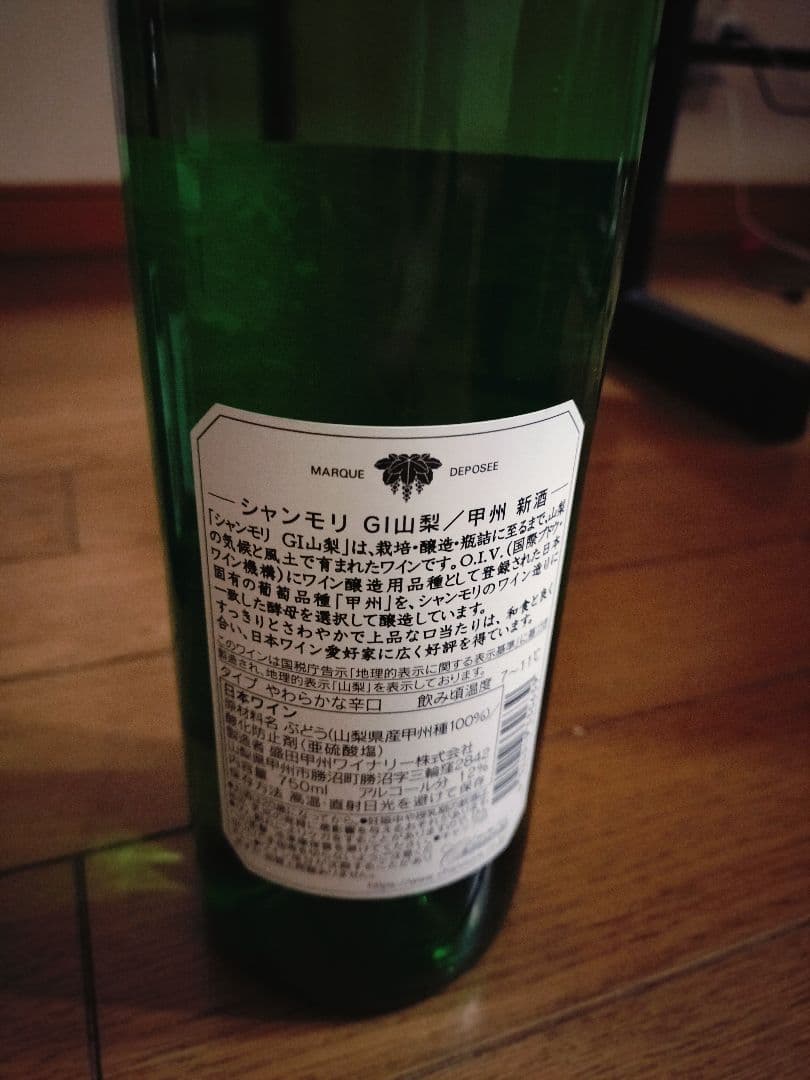 MARQUE DEPOSEE
シャンモリ GI山梨/甲州 新酒
「シャンモリ GI山梨」は、栽培・醸造・瓶詰に至るまで、山梨
の気候と風土で育まれたワインです。O.I.V.(国際ブドウ・
ワイン機構)にワイン醸造用品種として登録された日本
固有の葡萄品種「甲州」を、シャンモリのワイン造りに
一致した酵母を選択して醸造しています。
すっきりとさわやかで上品な口当たりは、和食と良く
合い、日本ワイン愛好家に広く好評を得ています。
このワインは国税庁告示「地理的表示に関する表示基準」に基づき
製造され、地理的表示「山梨」を表示しております。
タイプ やわらかな辛口 飲み頃温度 7~11℃
日本ワイン
原材料名 ぶどう(山梨県産甲州種100%)/
酸化防止剤(亜硫酸塩)
製造者 盛田甲州ワイナリー株式会社
山梨県甲州市勝沼町勝沼字三輪窪2842
内容量 750ml アルコール分 12%
保存方法 高温・直射日光を避けて保存